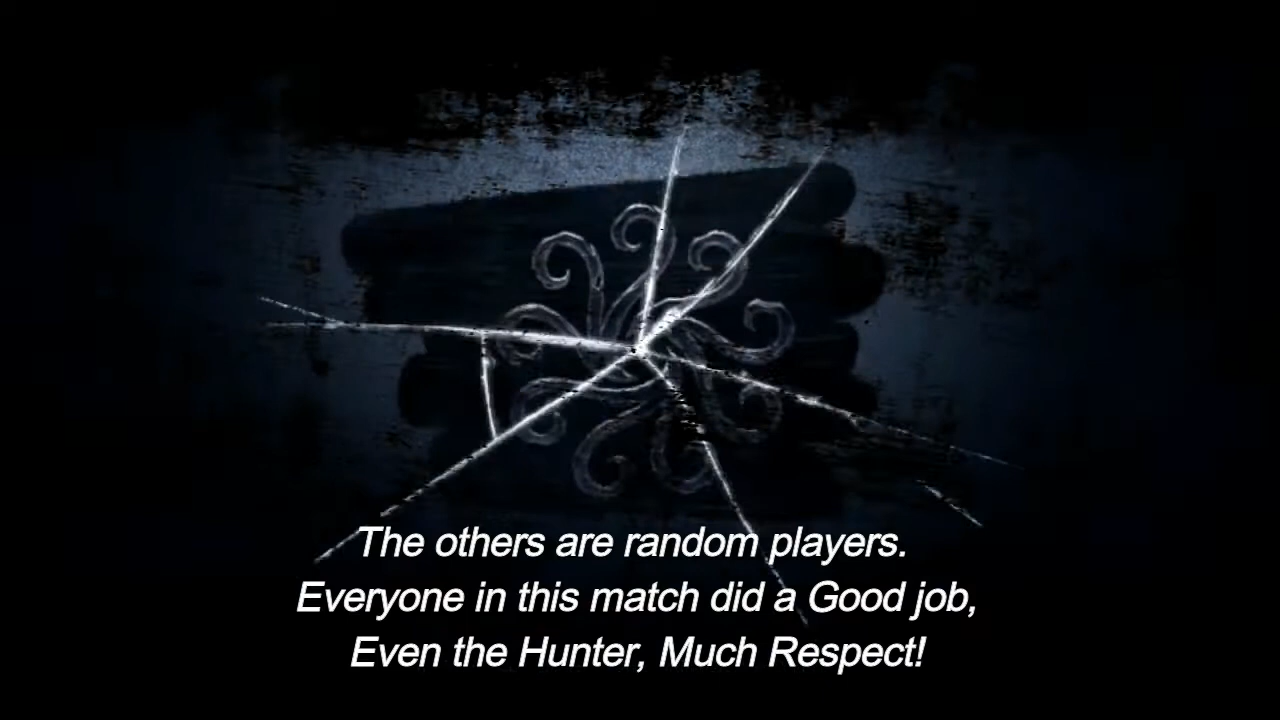 The others are random players.
Everyone in this match did a Good job,
Even the Hunter, Much Respect!